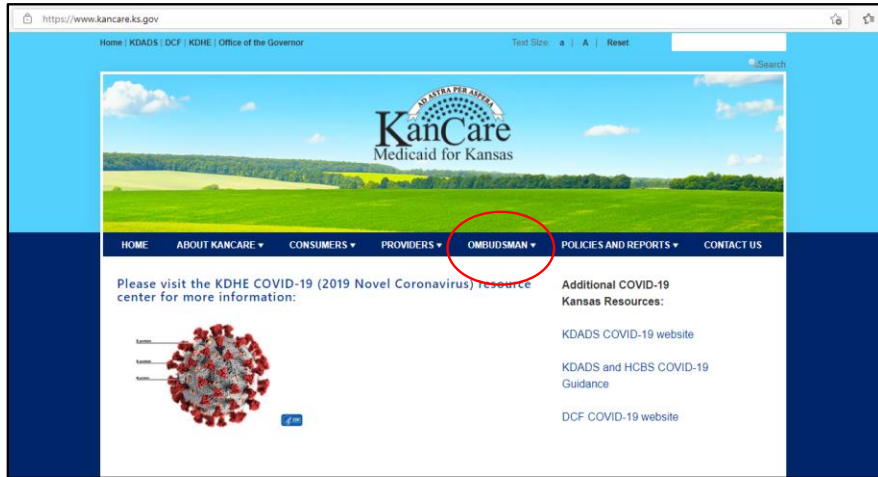 https://www.kancare.ks.gov
Home | KDADS | DCF | KDHE | Office of the Governor
Text Size: a | A | Reset
Search
AD ASTRA PER ASPERA
KanCare
Medicaid for Kansas
HOME ABOUT KANCARE ▾ CONSUMERS ▾ PROVIDERS ▾ OMBUDSMAN ▾ POLICIES AND REPORTS ▾ CONTACT US
Please visit the KDHE COVID-19 (2019 Novel Coronavirus) resource
center for more information:
Additional COVID-19
Kansas Resources:
KDADS COVID-19 website
KDADS and HCBS COVID-19
Guidance
DCF COVID-19 website